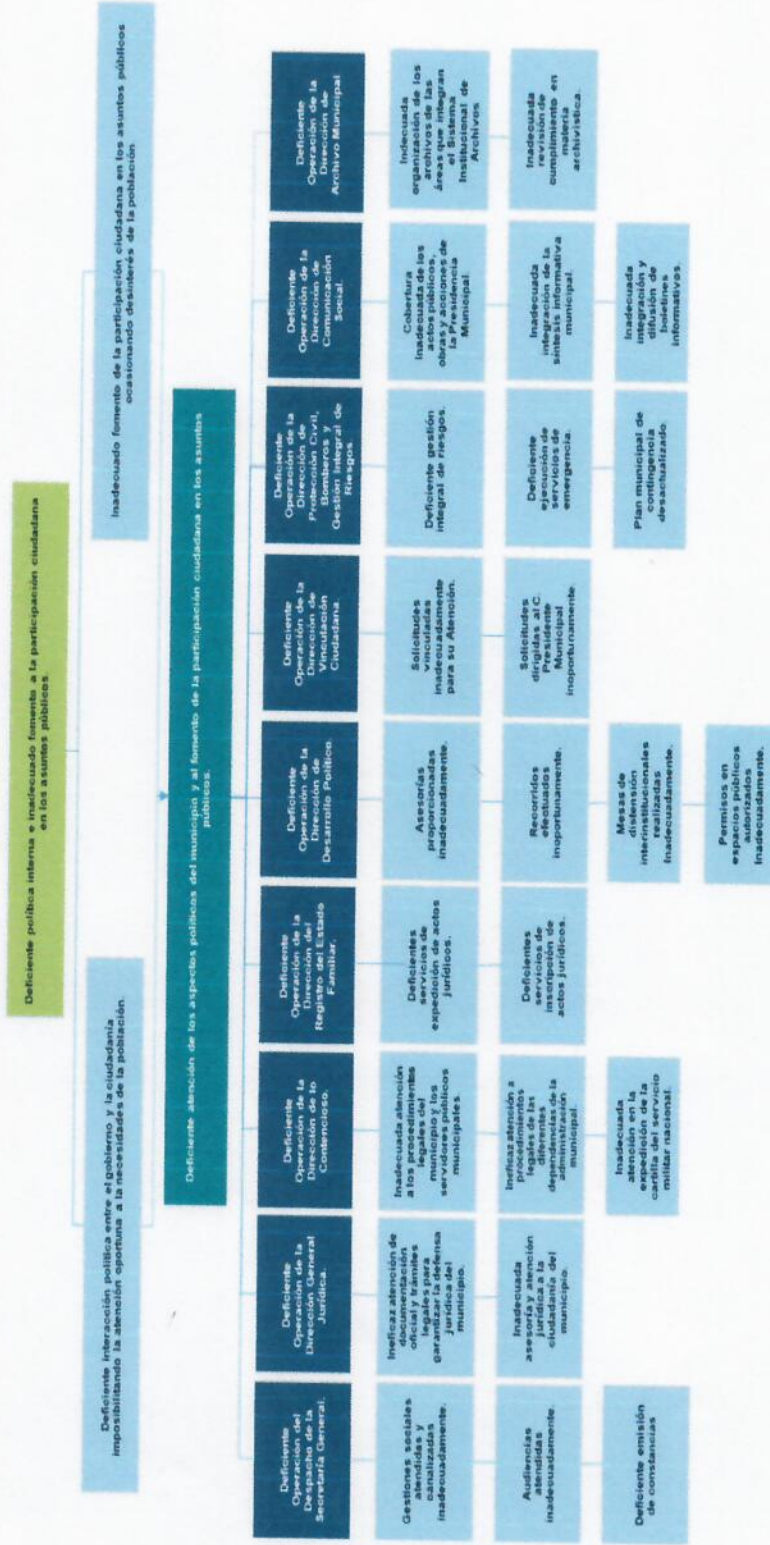 Deficiente política interna e inadecuado fomento a la participación ciudadana
en los asuntos públicos.
Deficiente interacción política entre el gobierno y la ciudadanía
imposibilitando la atención oportuna a la necesidades de la población.
Inadecuado fomento de la participación ciudadana en los asuntos públicos
ocasionando desinterés de la población
Deficiente atención de los aspectos políticos del municipio y al fomento de la participación ciudadana en los asuntos
públicos.
Deficiente
Operación del
Despacho de la
Secretaría General.
Gestiones sociales
atendidas y
canalizadas
inadecuadamente.
Audiencias
atendidas
inadecuadamente.
Deficiente emisión
de constancias
Deficiente
Operación de la
Dirección General
Jurídica.
Ineficaz atención de
documentación
oficial y trámites
legales para
garantizar la defensa
jurídica del
municipio.
Inadecuada
asesoría y atención
jurídica a la
ciudadanía del
municipio.
Deficiente
Operación de la
Dirección de lo
Contencioso.
Inadecuada atención
a los procedimientos
legales del
municipio y los
servidores públicos
municipales.
Ineficaz atención a
procedimientos
legales de las
diferentes
dependencias de la
administración
municipal.
Inadecuada
atención en la
expedición de la
cartilla del servicio
militar nacional.
Deficiente
Operación de la
Dirección del
Registro del Estado
Familiar.
Deficientes
servicios de
expedición de actos
jurídicos.
Deficientes
servicios de
inscripción de
actos jurídicos.
Deficiente
Operación de la
Dirección de
Desarrollo Político.
Asesorías
proporcionadas
inadecuadamente.
Recorridos
efectuados
inoportunamente.
Mesas de
distensión
interinstitucionales
realizadas
Inadecuadamente.
Permisos en
espacios públicos
autorizados
Inadecuadamente.
Deficiente
Operación de la
Dirección de
Vinculación
Ciudadana.
Solicitudes
vinculadas
inadecuadamente
para su Atención.
Solicitudes
dirigidas al C.
Presidente
Municipal
inoportunamente.
Deficiente
Operación de la
Dirección de
Protección Civil,
Bomberos y
Gestión Integral de
Riesgos
Deficiente gestión
integral de riesgos.
Deficiente
ejecución de
servicios de
emergencia.
Plan municipal de
contingencia
desactualizado.
Deficiente
Operación de la
Dirección de
Comunicación
Social.
Cobertura
Inadecuada de los
actos públicos,
obras y acciones de
la Presidencia
Municipal.
Inadecuada
integración de la
síntesis informativa
municipal.
Inadecuada
integración y
difusión de
boletines
informativos.
Deficiente
Operación de la
Dirección de
Archivo Municipal
Indecuada
organización de los
archivos de las
áreas que integran
el Sistema
Institucional de
Archivos
Inadecuada
revisión de
cumplimiento en
materia
archivística.